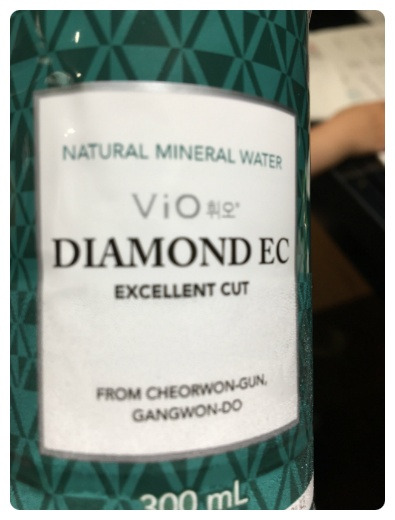 NATURAL MINERAL WATER
ViO 휘오®
DIAMOND EC
EXCELLENT CUT
FROM CHEORWON-GUN,
GANGWON-DO
300 mL